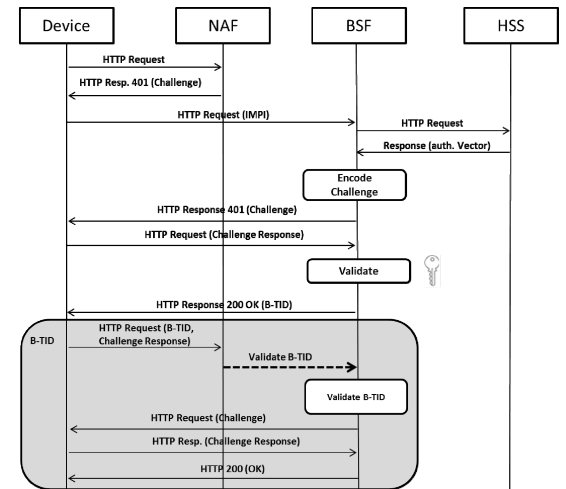 Device
NAF
BSF
HSS
HTTP Request
HTTP Resp. 401 (Challenge)
HTTP Request (IMPI)
HTTP Request
Response (auth. Vector)
Encode
Challenge
HTTP Response 401 (Challenge)
HTTP Request (Challenge Response)
Validate
HTTP Response 200 OK (B-TID)
B-TID
HTTP Request (B-TID,
Challenge Response)
Validate B-TID
Validate B-TID
HTTP Request (Challenge)
HTTP Resp. (Challenge Response)
HTTP 200 (OK)